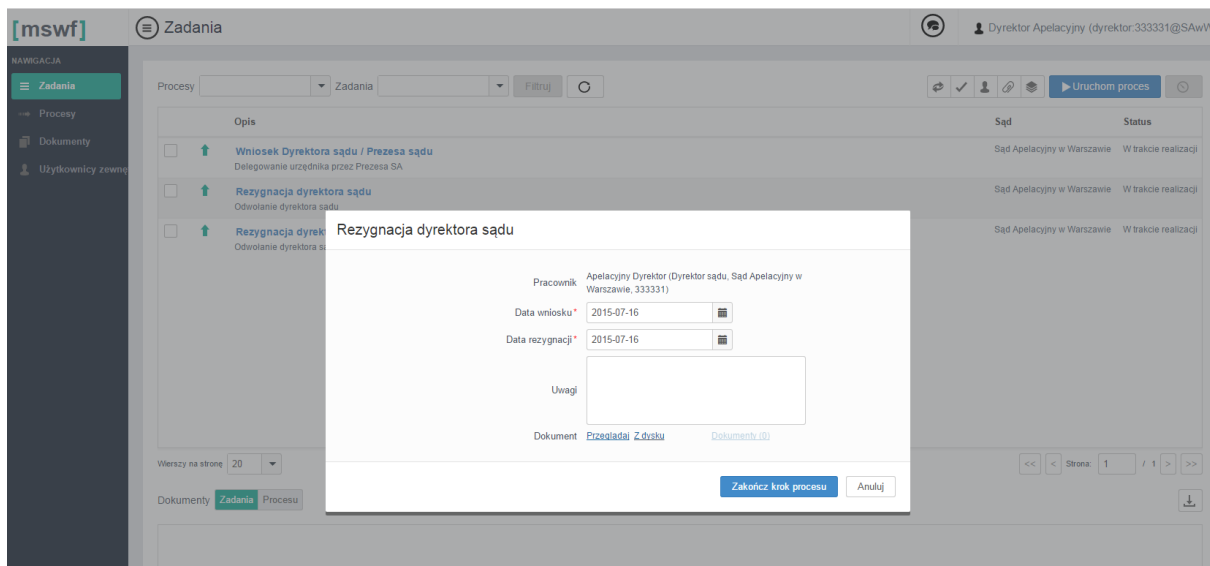 [mswf]
Zadania
Dyrektor Apelacyjny (dyrektor:333331@SAwW
NAWIGACJA
Zadania
Procesy
Dokumenty
Użytkownicy zewnę
Procesy Zadania Filtruj Uruchom proces
Opis Sąd Status
Wniosek Dyrektora sądu / Prezesa sądu Sąd Apelacyjny w Warszawie W trakcie realizacji
Delegowanie urzędnika przez Prezesa SA
Rezygnacja dyrektora sądu Sąd Apelacyjny w Warszawie W trakcie realizacji
Odwołanie dyrektora sądu
Rezygnacja dyrek Sąd Apelacyjny w Warszawie W trakcie realizacji
Odwołanie dyrektora są
Rezygnacja dyrektora sądu
Pracownik Apelacyjny Dyrektor (Dyrektor sądu, Sąd Apelacyjny w
Warszawie, 333331)
Data wniosku* 2015-07-16
Data rezygnacji* 2015-07-16
Uwagi
Dokument Przeglądaj Z dysku Dokumenty (0)
Zakończ krok procesu Anuluj
Wierszy na stronę 20 << < Strona: 1 / 1 > >>
Dokumenty Zadania Procesu